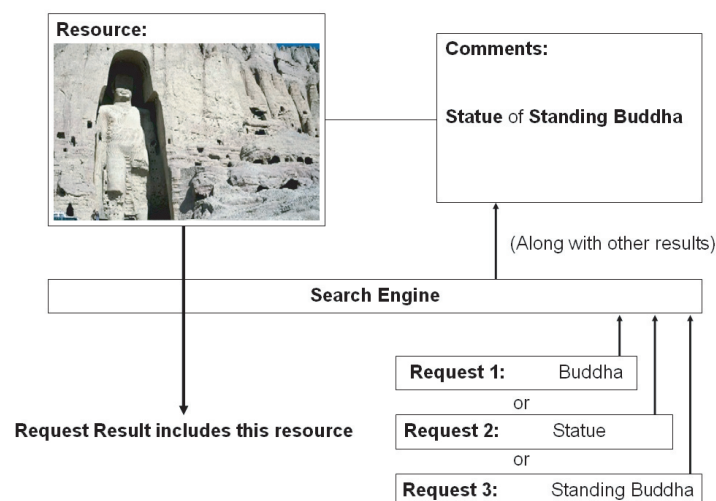 Resource:
Comments:
Statue of Standing Buddha
(Along with other results)
Search Engine
Request 1: Buddha
or
Request Result includes this resource
Request 2: Statue
or
Request 3: Standing Buddha